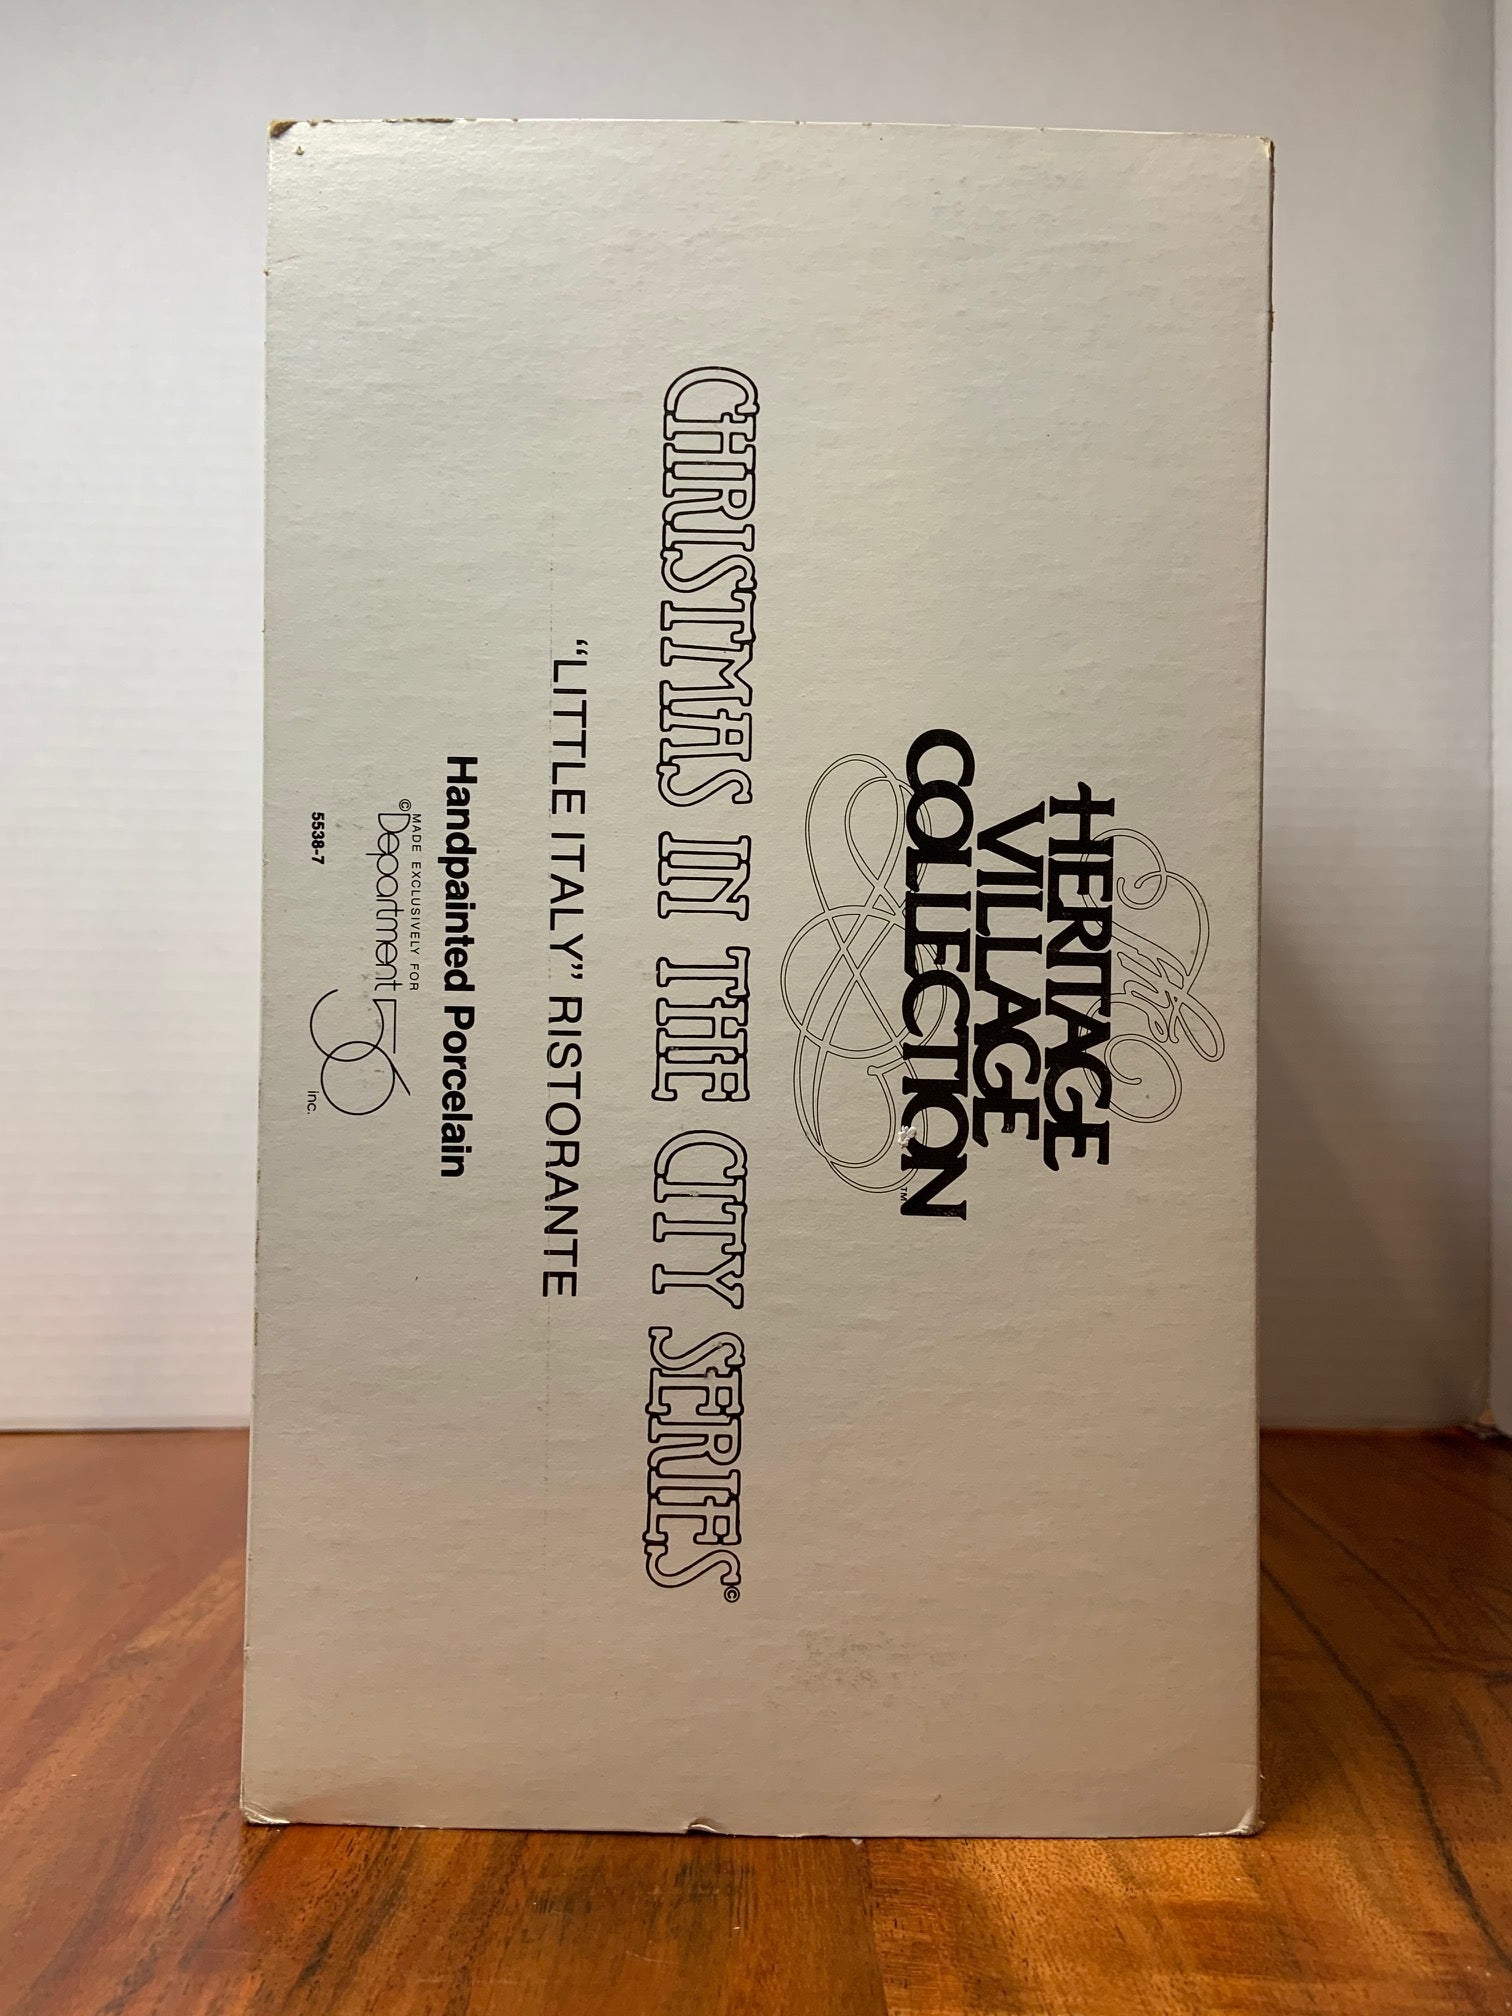 The
HERITAGE
VILLAGE
COLLECTION™
CHRISTMAS IN THE CITY SERIES©
“LITTLE ITALY” RISTORANTE
Handpainted Porcelain
MADE EXCLUSIVELY FOR
©Department 56 inc.
5538-7